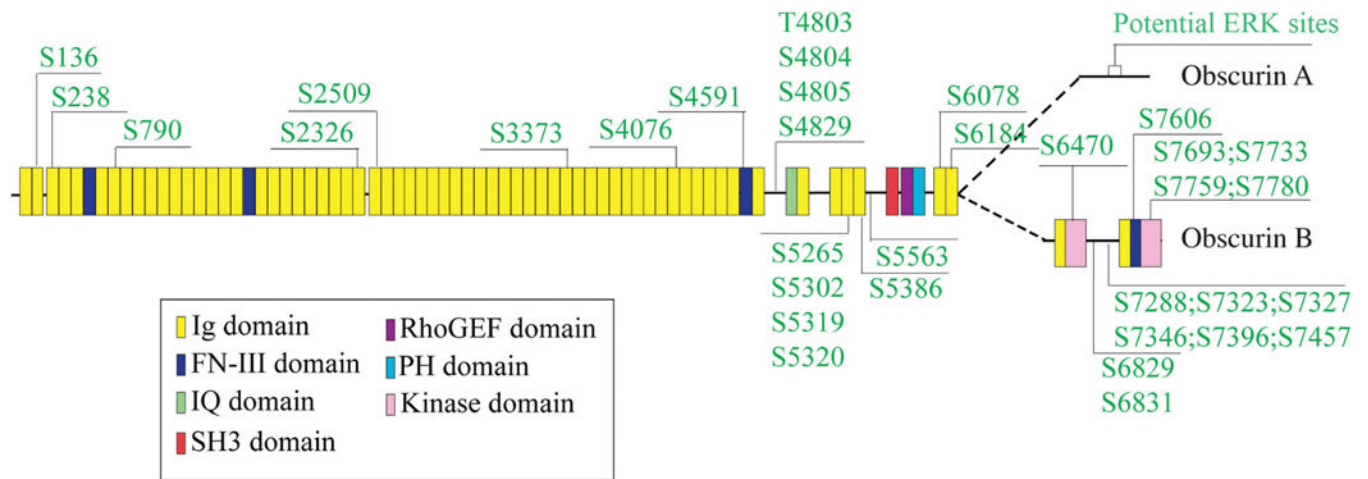 T4803
Potential ERK sites
S136
S4804
Obscurin A
S238
S2509
S4591
S4805
S6078
S7606
S790
S2326
S3373
S4076
S4829
S6184
S6470
S7693;S7733
S7759;S7780
Obscurin B
S5265
S5563
S5302
S5386
S5319
S5320
S7288;S7323;S7327
S7346;S7396;S7457
S6829
S6831
Ig domain
RhoGEF domain
FN-III domain
PH domain
IQ domain
Kinase domain
SH3 domain